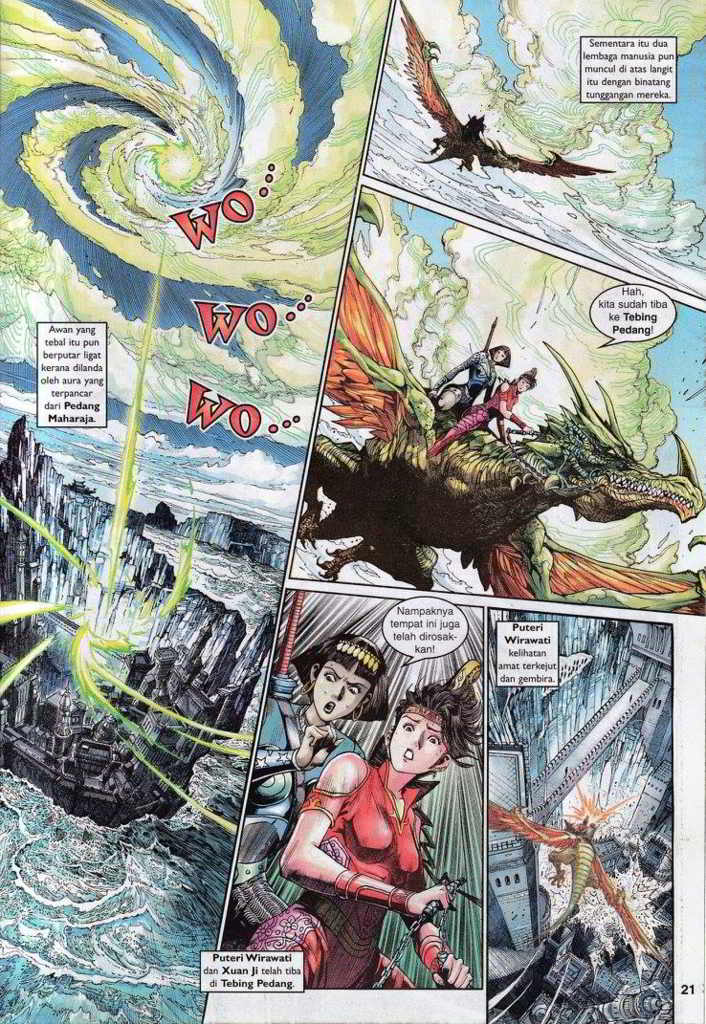 WO...
WO...
WO...
Awan yang
tebal itu pun
berputar ligat
kerana dilanda
oleh aura yang
terpancar
dari Pedang
Maharaja.
Sementara itu dua
lembaga manusia pun
muncul di atas langit
itu dengan binatang
tunggangan mereka.
Hah,
kita sudah tiba
ke Tebing
Pedang!
Nampaknya
tempat ini juga
telah dirosak-
kan!
Puteri Wirawati
dan Xuan Ji telah tiba
di Tebing Pedang.
Puteri
Wirawati
kelihatan
amat terkejut
dan gembira.
21